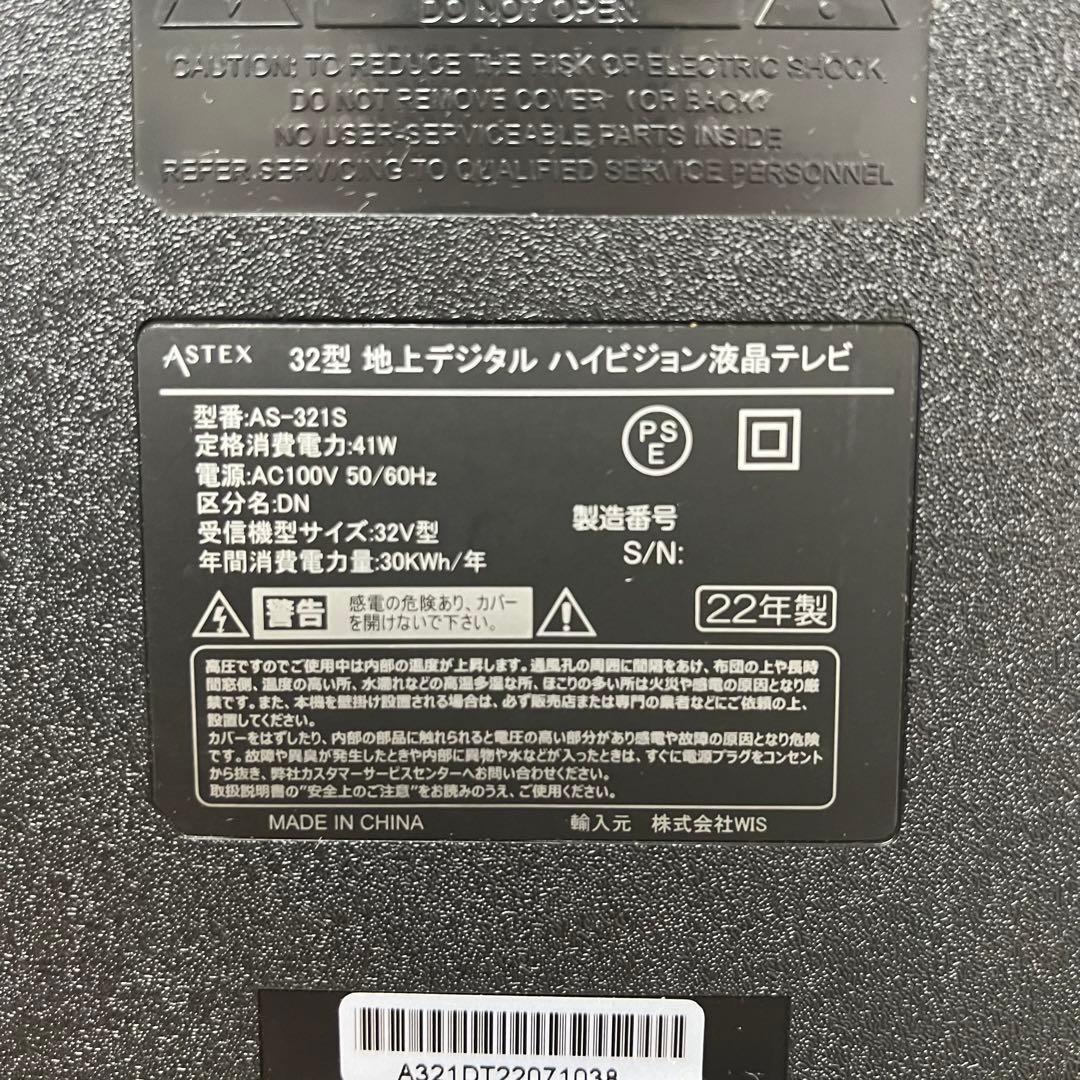 DO NOT OPEN
CAUTION: TO REDUCE THE RISK OF ELECTRIC SHOCK,
DO NOT REMOVE COVER (OR BACK)
NO USER-SERVICEABLE PARTS INSIDE
REFER SERVICING TO QUALIFIED SERVICE PERSONNEL
ASTEX 32型 地上デジタル ハイビジョン液晶テレビ
型番:AS-321S
定格消費電力:41W
電源:AC100V 50/60Hz
区分名:DN
受信機型サイズ:32V型
年間消費電力量:30KWh/年
PS
E
製造番号
S/N:
警告 感電の危険あり、カバー
を開けないで下さい。
22年製
高圧ですのでご使用中は内部の温度が上昇します。通風孔の周囲に間隔をあけ、布団の上や長時
間窓側、温度の高い所、水濡れなどの高温多湿な所、ほこりの多い所は火災や感電の原因となり厳
禁です。また、本機を壁掛け設置される場合は、必ず販売店または専門の業者などにご依頼の上、
設置してください。
カバーをはずしたり、内部の部品に触れられると電圧の高い部分があり感電や故障の原因となり危険
です。故障や異臭が発生したときや内部に異物や水などが入ったときは、すぐに電源プラグをコンセント
から抜き、弊社カスタマーサービスセンターへお問い合わせください。
取扱説明書の"安全上のご注意"をお読みのうえ、ご使用ください。
MADE IN CHINA 輸入元 株式会社WIS
A321DT22071038